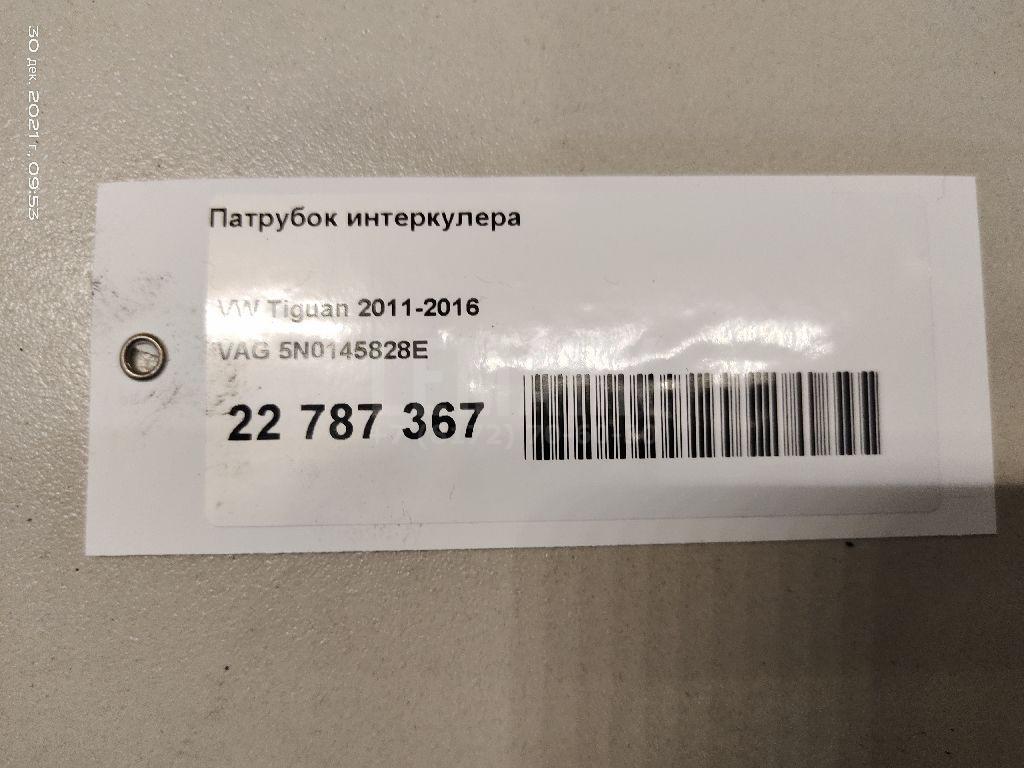 30 дек. 2021 г., 09:53
Патрубок интеркулера
VW Tiguan 2011-2016
VAG 5N0145828E
22 787 367